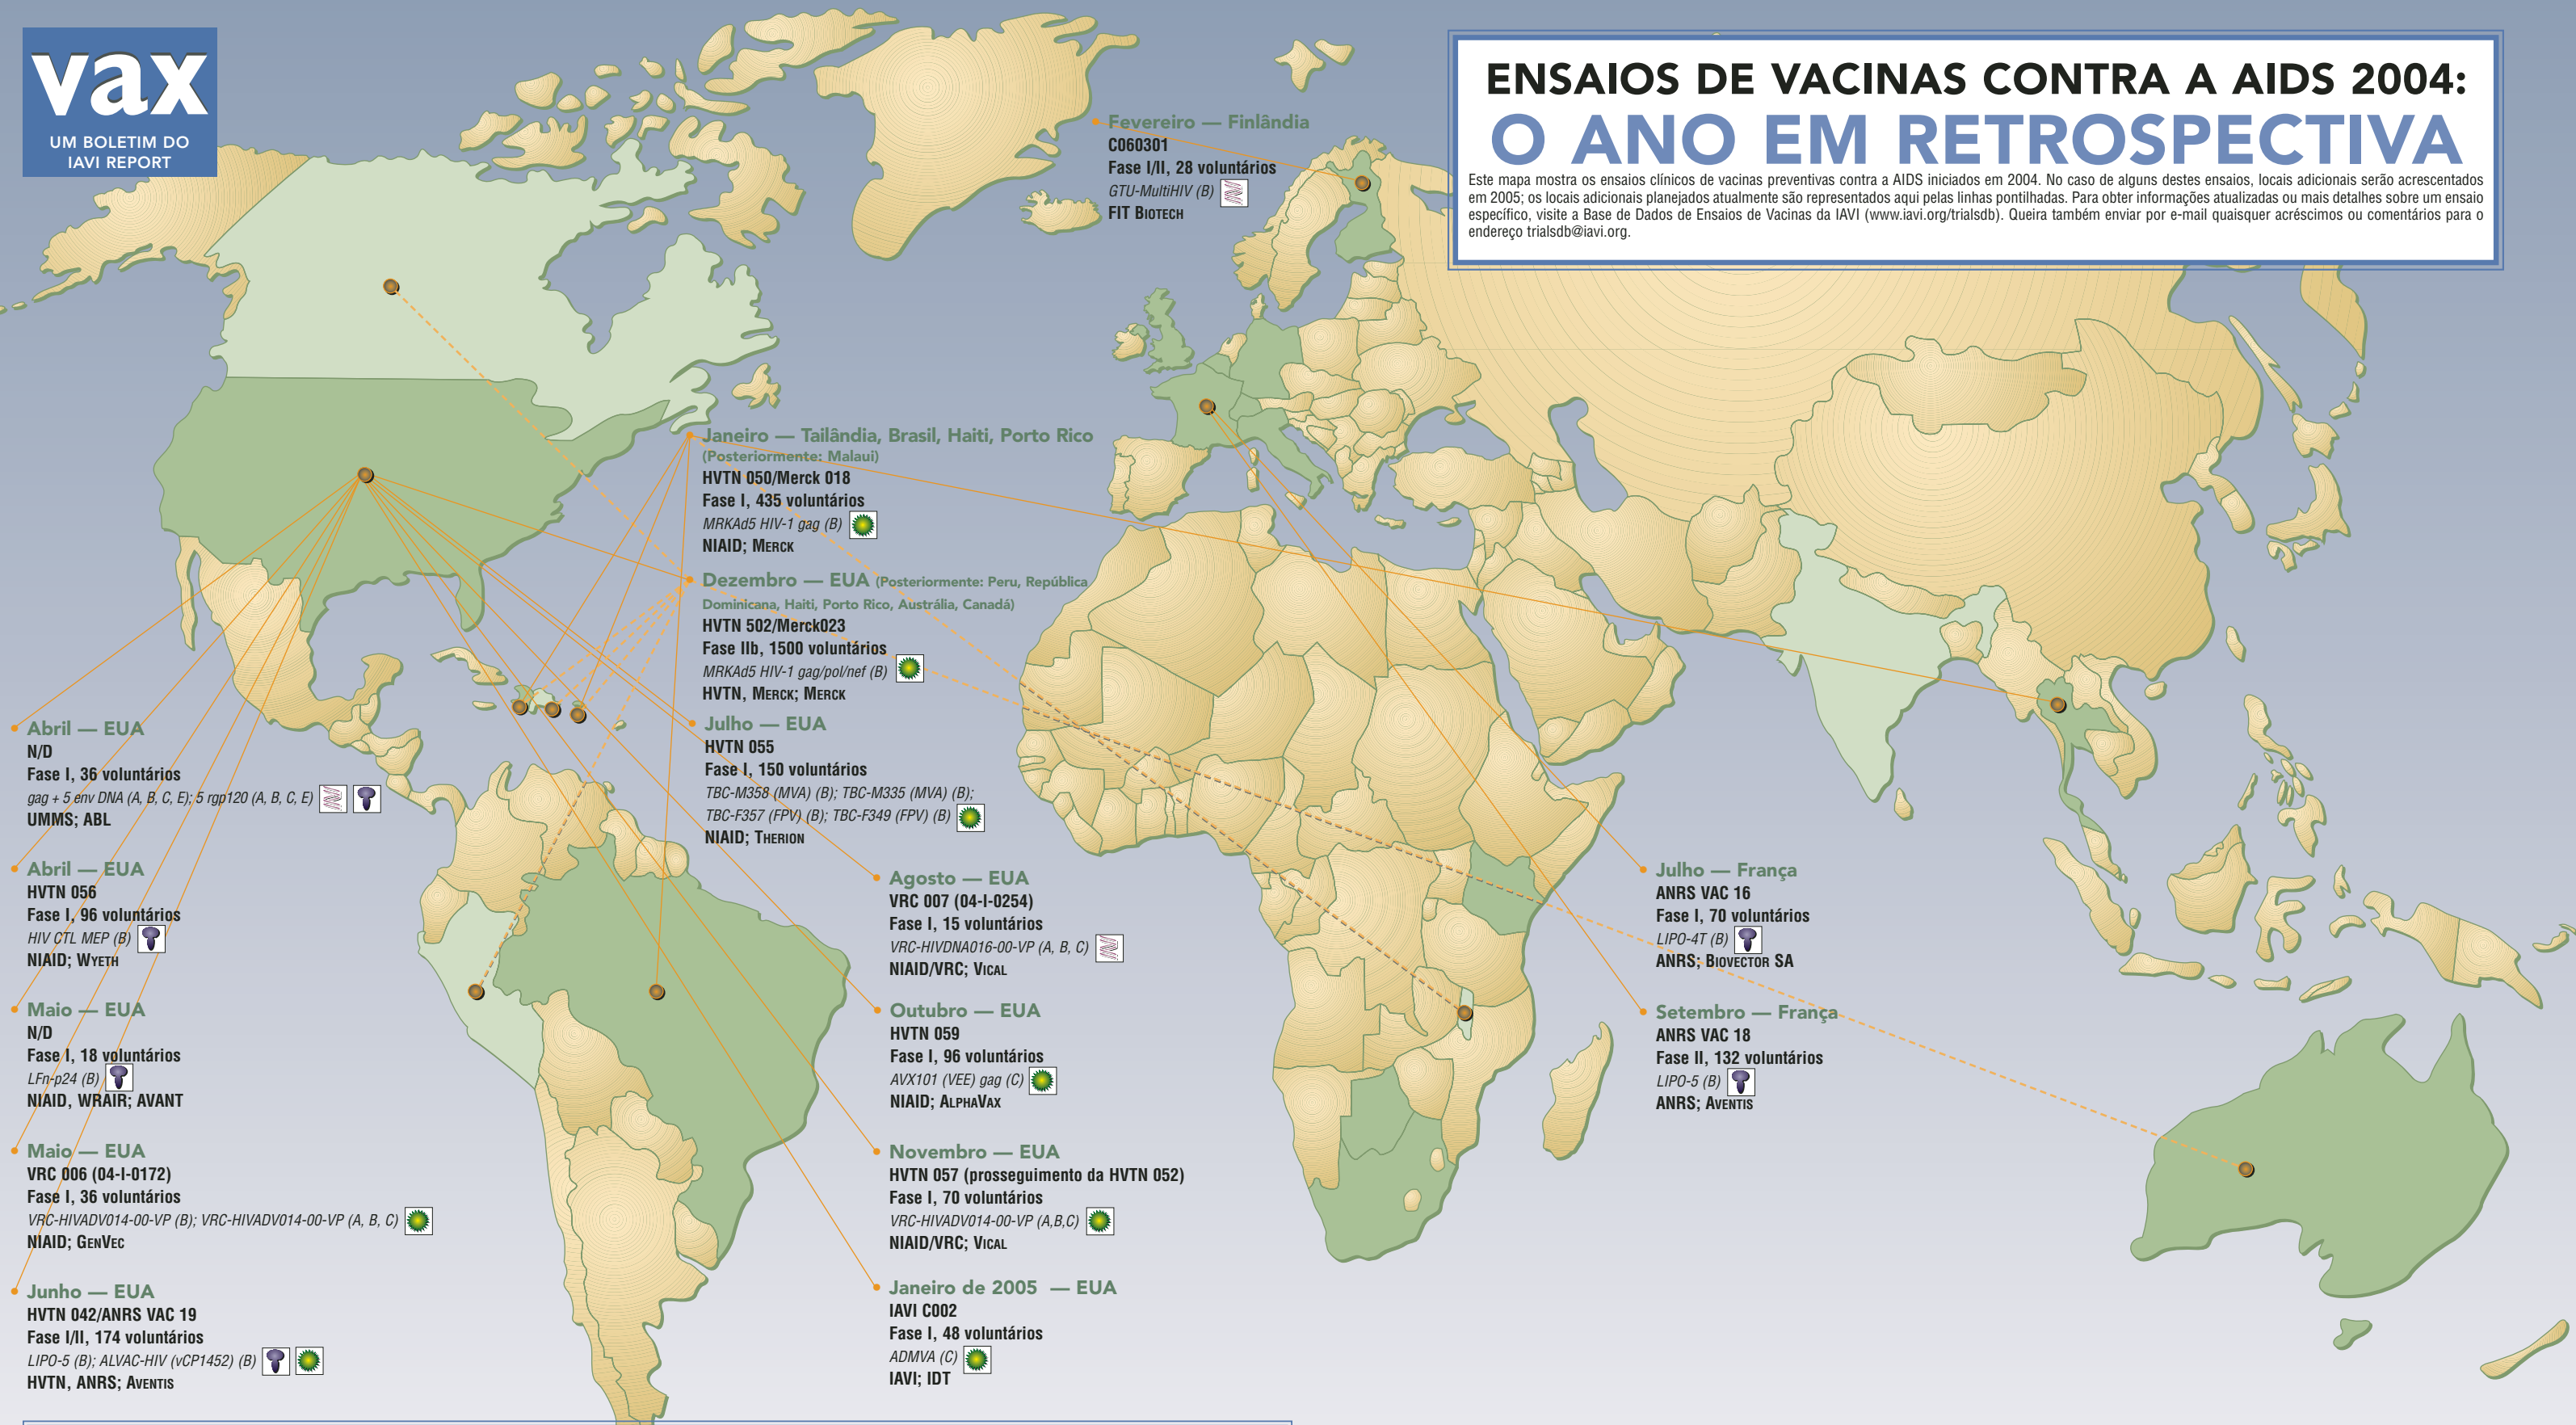 vax
UM BOLETIM DO
IAVI REPORT
ENSAIOS DE VACINAS CONTRA A AIDS 2004:
O ANO EM RETROSPECTIVA
Este mapa mostra os ensaios clínicos de vacinas preventivas contra a AIDS iniciados em 2004. No caso de alguns destes ensaios, locais adicionais serão acrescentados
em 2005; os locais adicionais planejados atualmente são representados aqui pelas linhas pontilhadas. Para obter informações atualizadas ou mais detalhes sobre um ensaio
específico, visite a Base de Dados de Ensaios de Vacinas da IAVI (www.iavi.org/trialsdb). Queira também enviar por e-mail quaisquer acréscimos ou comentários para o
endereço trialsdb@iavi.org.
Fevereiro — Finlândia
C060301
Fase I/II, 28 voluntários
GTU-MultiHIV (B)
FIT BIOTECH
Janeiro — Tailândia, Brasil, Haiti, Porto Rico
(Posteriormente: Malaui)
HVTN 050/Merck 018
Fase I, 435 voluntários
MRKAd5 HIV-1 gag (B)
NIAID; MERCK
Dezembro — EUA (Posteriormente: Peru, República
Dominicana, Haiti, Porto Rico, Austrália, Canadá)
HVTN 502/Merck023
Fase IIb, 1500 voluntários
MRKAd5 HIV-1 gag/pol/nef (B)
HVTN, MERCK; MERCK
Julho — EUA
HVTN 055
Fase I, 150 voluntários
TBC-M358 (MVA) (B); TBC-M335 (MVA) (B);
TBC-F357 (FPV) (B); TBC-F349 (FPV) (B)
NIAID; THERION
Abril — EUA
N/D
Fase I, 36 voluntários
gag + 5 env DNA (A, B, C, E); 5 rgp120 (A, B, C, E)
UMMS; ABL
Abril — EUA
HVTN 056
Fase I, 96 voluntários
HIV CTL MEP (B)
NIAID; WYETH
Maio — EUA
N/D
Fase I, 18 voluntários
LFn-p24 (B)
NIAID, WRAIR; AVANT
Maio — EUA
VRC 006 (04-I-0172)
Fase I, 36 voluntários
VRC-HIVADV014-00-VP (B); VRC-HIVADV014-00-VP (A, B, C)
NIAID; GENVEC
Junho — EUA
HVTN 042/ANRS VAC 19
Fase I/II, 174 voluntários
LIPO-5 (B); ALVAC-HIV (vCP1452) (B)
HVTN, ANRS; AVENTIS
Agosto — EUA
VRC 007 (04-I-0254)
Fase I, 15 voluntários
VRC-HIVDNA016-00-VP (A, B, C)
NIAID/VRC; VICAL
Outubro — EUA
HVTN 059
Fase I, 96 voluntários
AVX101 (VEE) gag (C)
NIAID; ALPHAVAX
Novembro — EUA
HVTN 057 (prosseguimento da HVTN 052)
Fase I, 70 voluntários
VRC-HIVADV014-00-VP (A,B,C)
NIAID/VRC; VICAL
Janeiro de 2005 — EUA
IAVI C002
Fase I, 48 voluntários
ADMVA (C)
IAVI; IDT
Julho — França
ANRS VAC 16
Fase I, 70 voluntários
LIPO-4T (B)
ANRS; BIOVECTOR SA
Setembro — França
ANRS VAC 18
Fase II, 132 voluntários
LIPO-5 (B)
ANRS; AVENTIS